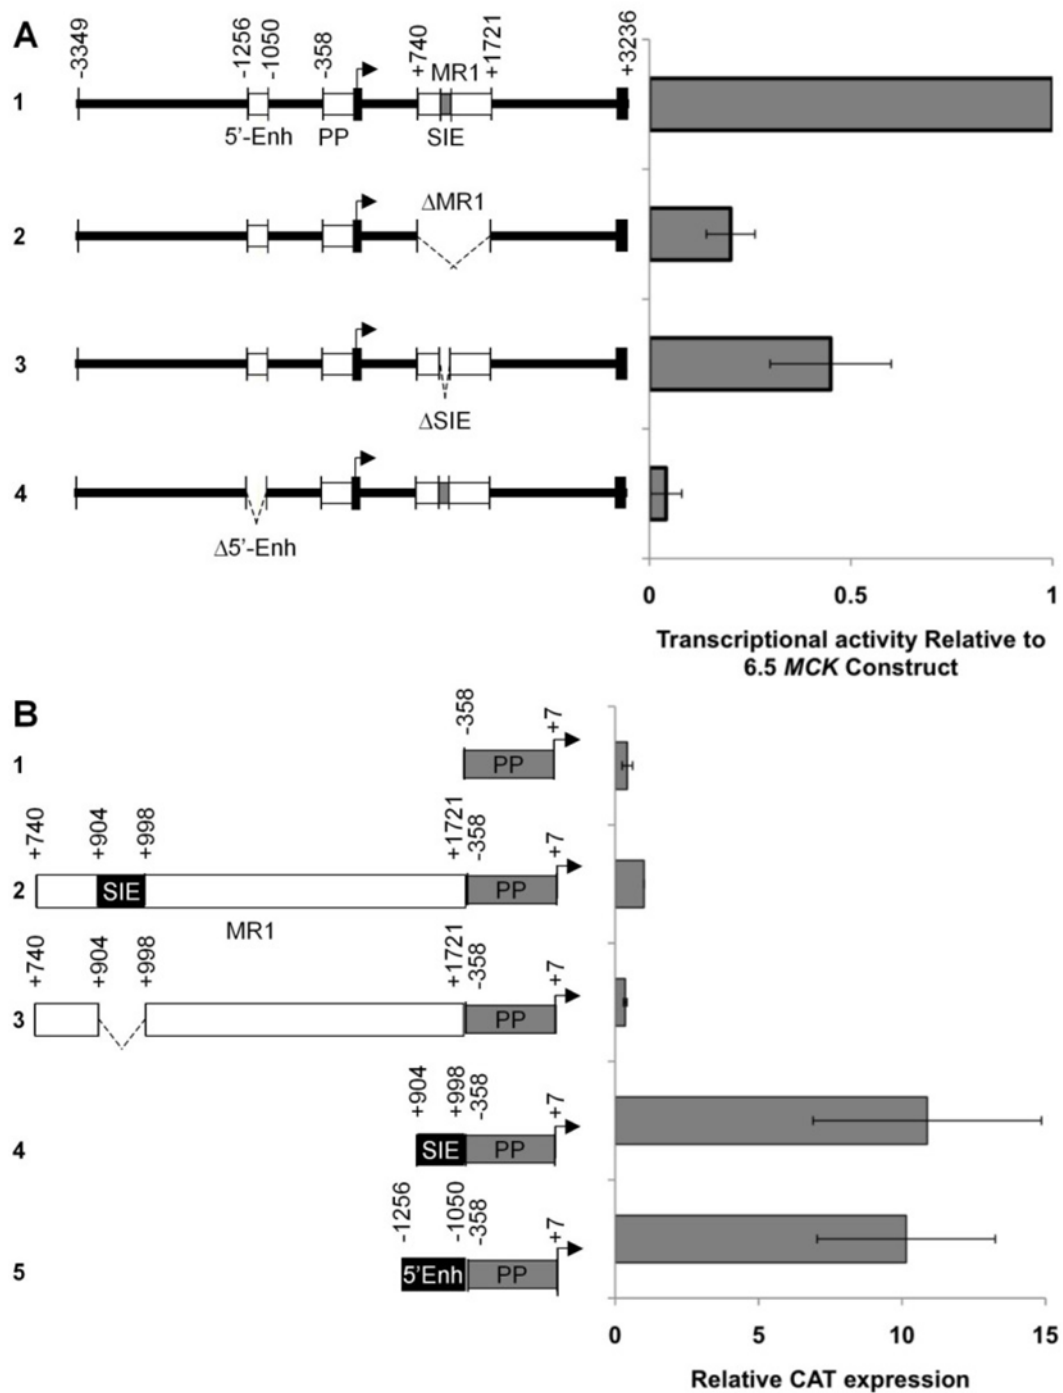 A
-3349
-1256
-1050
-358
+740
MR1
+1721
+3236
1
5'-Enh
PP
SIE
2
ΔMR1
3
ΔSIE
4
Δ5'-Enh
0
0.5
1
Transcriptional activity Relative to
6.5 MCK Construct
B
-358
+7
1
PP
+740
+904
+998
+1721
-358
+7
2
SIE
PP
MR1
+740
+904
+998
+1721
-358
+7
3
PP
+904
+998
-358
+7
4
SIE
PP
-1256
-1050
-358
+7
5
5'Enh
PP
0
5
10
15
Relative CAT expression